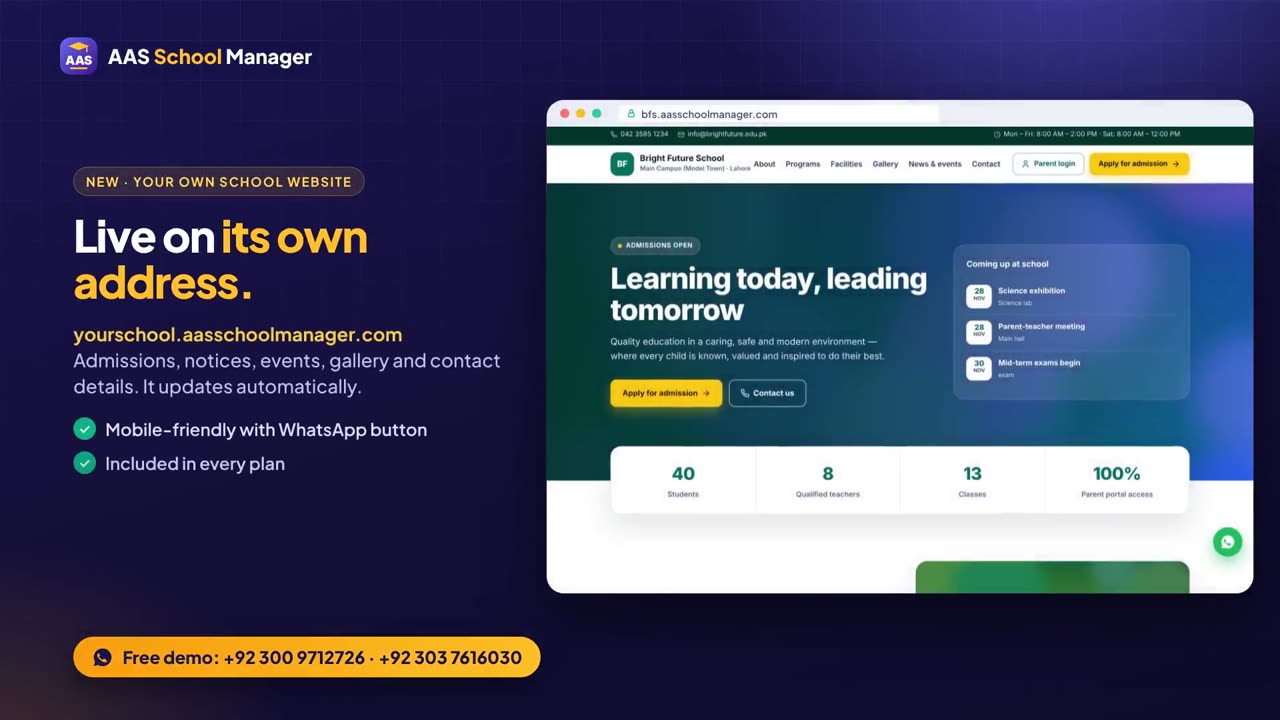 AAS
AAS School Manager
NEW · YOUR OWN SCHOOL WEBSITE
Live on its own
address.
yourschool.aasschoolmanager.com
Admissions, notices, events, gallery and contact
details. It updates automatically.
Mobile-friendly with WhatsApp button
Included in every plan
Free demo: +92 300 9712726 · +92 303 7616030
bfs.aasschoolmanager.com
042 3585 1234 info@brightfuture.edu.pk Mon – Fri: 8:00 AM – 2:00 PM · Sat: 8:00 AM – 12:00 PM
BF
Bright Future School
Main Campus (Model Town) · Lahore
About Programs Facilities Gallery News & events Contact Parent login Apply for admission →
ADMISSIONS OPEN
Learning today, leading
tomorrow
Quality education in a caring, safe and modern environment —
where every child is known, valued and inspired to do their best.
Apply for admission → Contact us
Coming up at school
26 NOV
Science exhibition
Science lab
28 NOV
Parent-teacher meeting
Main hall
30 NOV
Mid-term exams begin
exam
40 8 13 100%
Students Qualified teachers Classes Parent portal access